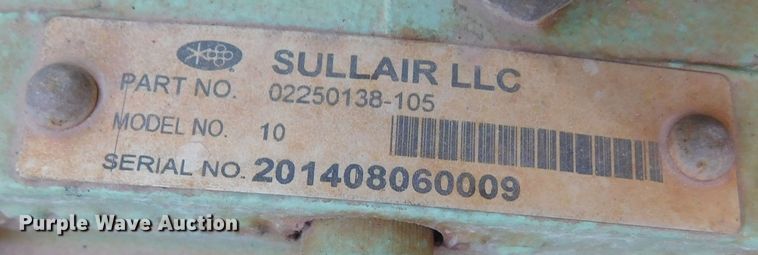 SULLAIR LLC
PART NO. 02250138-105
MODEL NO. 10
SERIAL NO. 201408060009
Purple Wave Auction